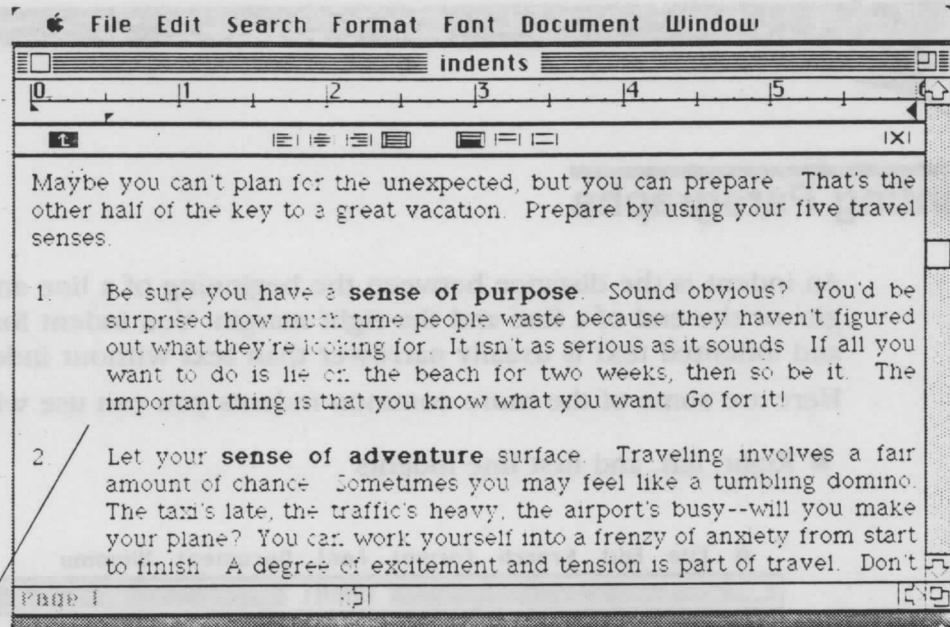 File Edit Search Format Font Document Window
indents
0 1 2 3 4 5 6
Maybe you can't plan for the unexpected, but you can prepare. That's the
other half of the key to a great vacation. Prepare by using your five travel
senses.
1. Be sure you have a sense of purpose. Sound obvious? You'd be
surprised how much time people waste because they haven't figured
out what they're looking for. It isn't as serious as it sounds. If all you
want to do is lie on the beach for two weeks, then so be it. The
important thing is that you know what you want. Go for it!
2. Let your sense of adventure surface. Traveling involves a fair
amount of chance. Sometimes you may feel like a tumbling domino.
The taxi's late, the traffic's heavy, the airport's busy--will you make
your plane? You can work yourself into a frenzy of anxiety from start
to finish. A degree of excitement and tension is part of travel. Don't
Page 1